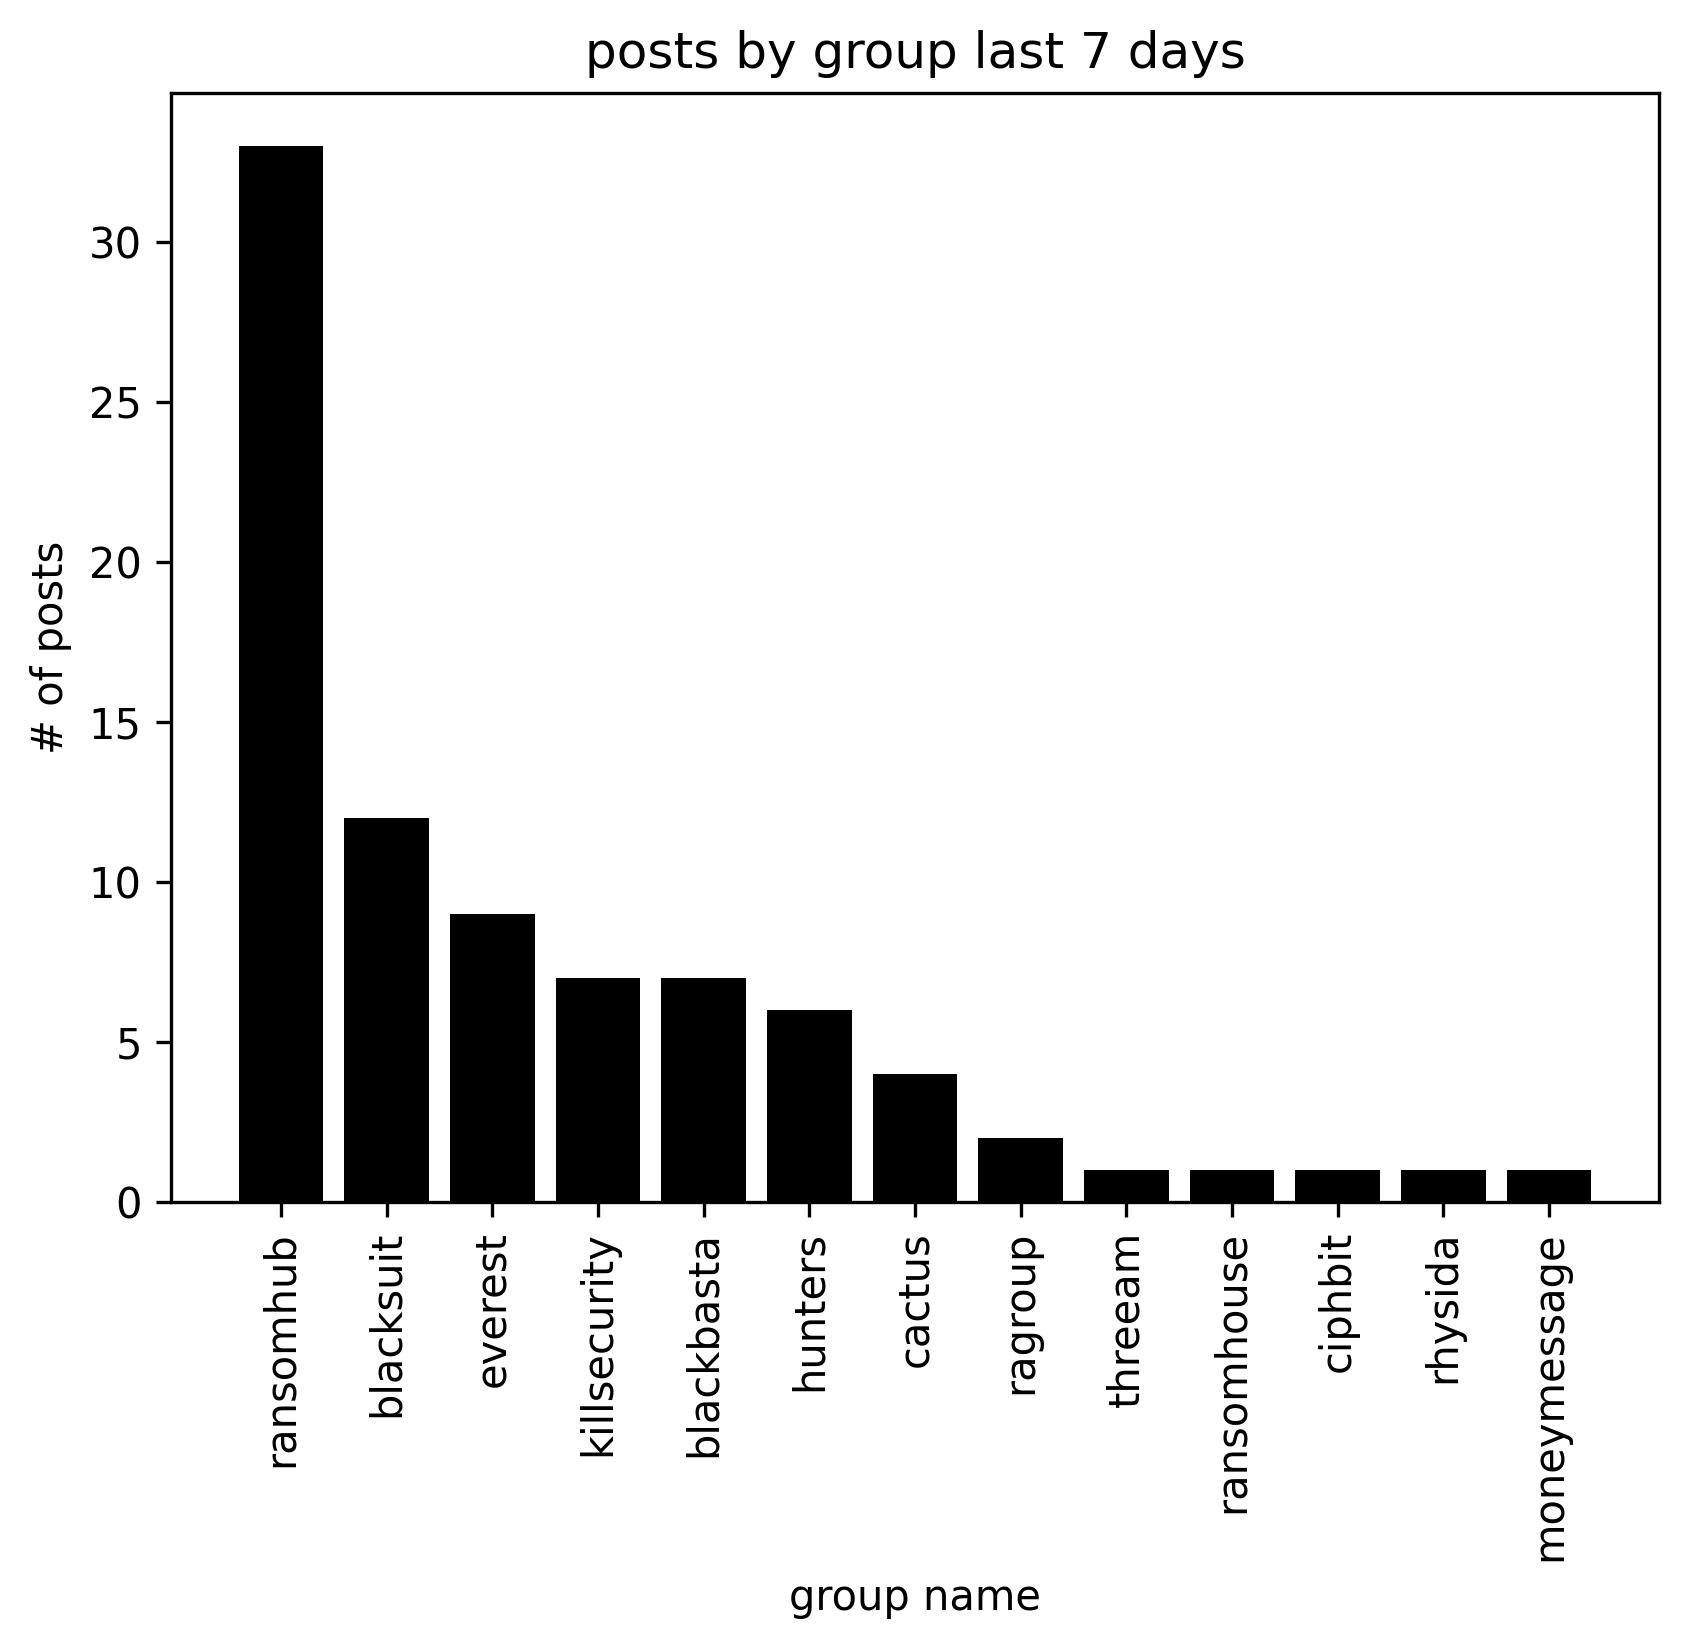 posts by group last 7 days
# of posts
30
25
20
15
10
5
0
ransomhub
blacksuit
everest
killsecurity
blackbasta
hunters
cactus
ragroup
threeam
ransomhouse
ciphbit
rhysida
moneymessage
group name